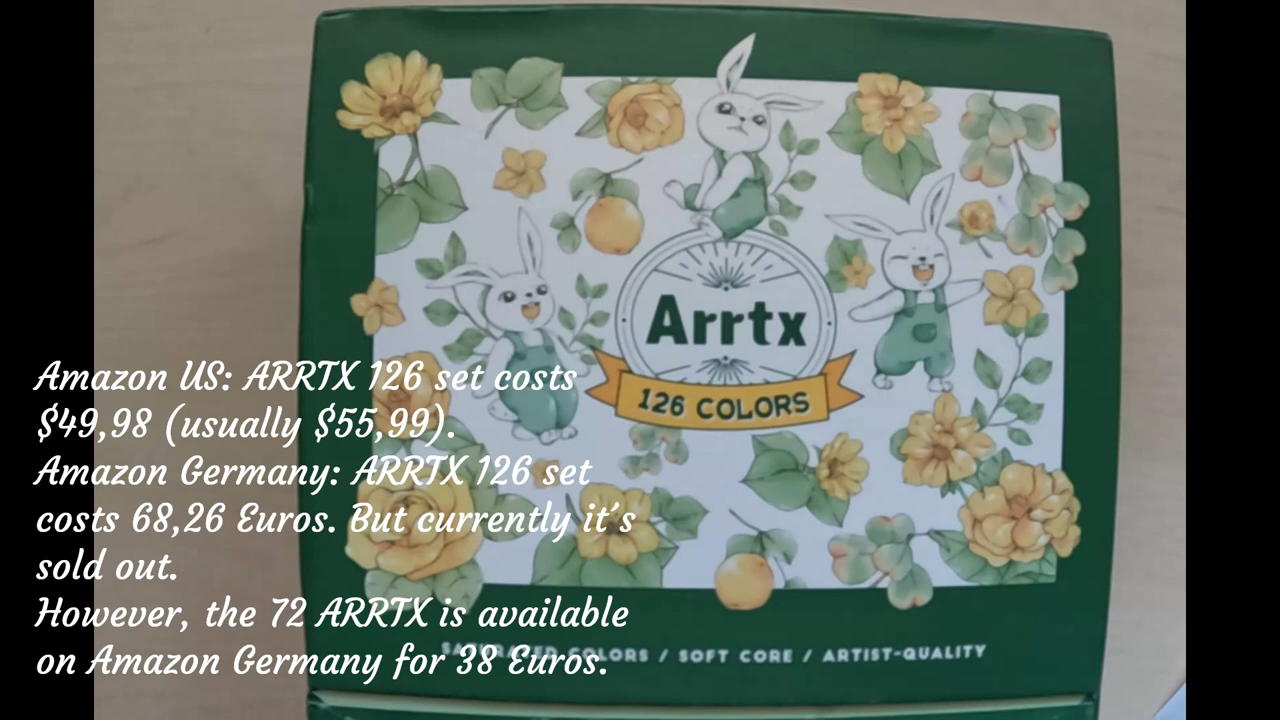 Arrtx
126 COLORS
Amazon US: ARRTX 126 set costs
$49,98 (usually $55,99).
Amazon Germany: ARRTX 126 set
costs 68,26 Euros. But currently it's
sold out.
However, the 72 ARRTX is available
on Amazon Germany for 38 Euros.
SATURATED COLORS / SOFT CORE / ARTIST-QUALITY